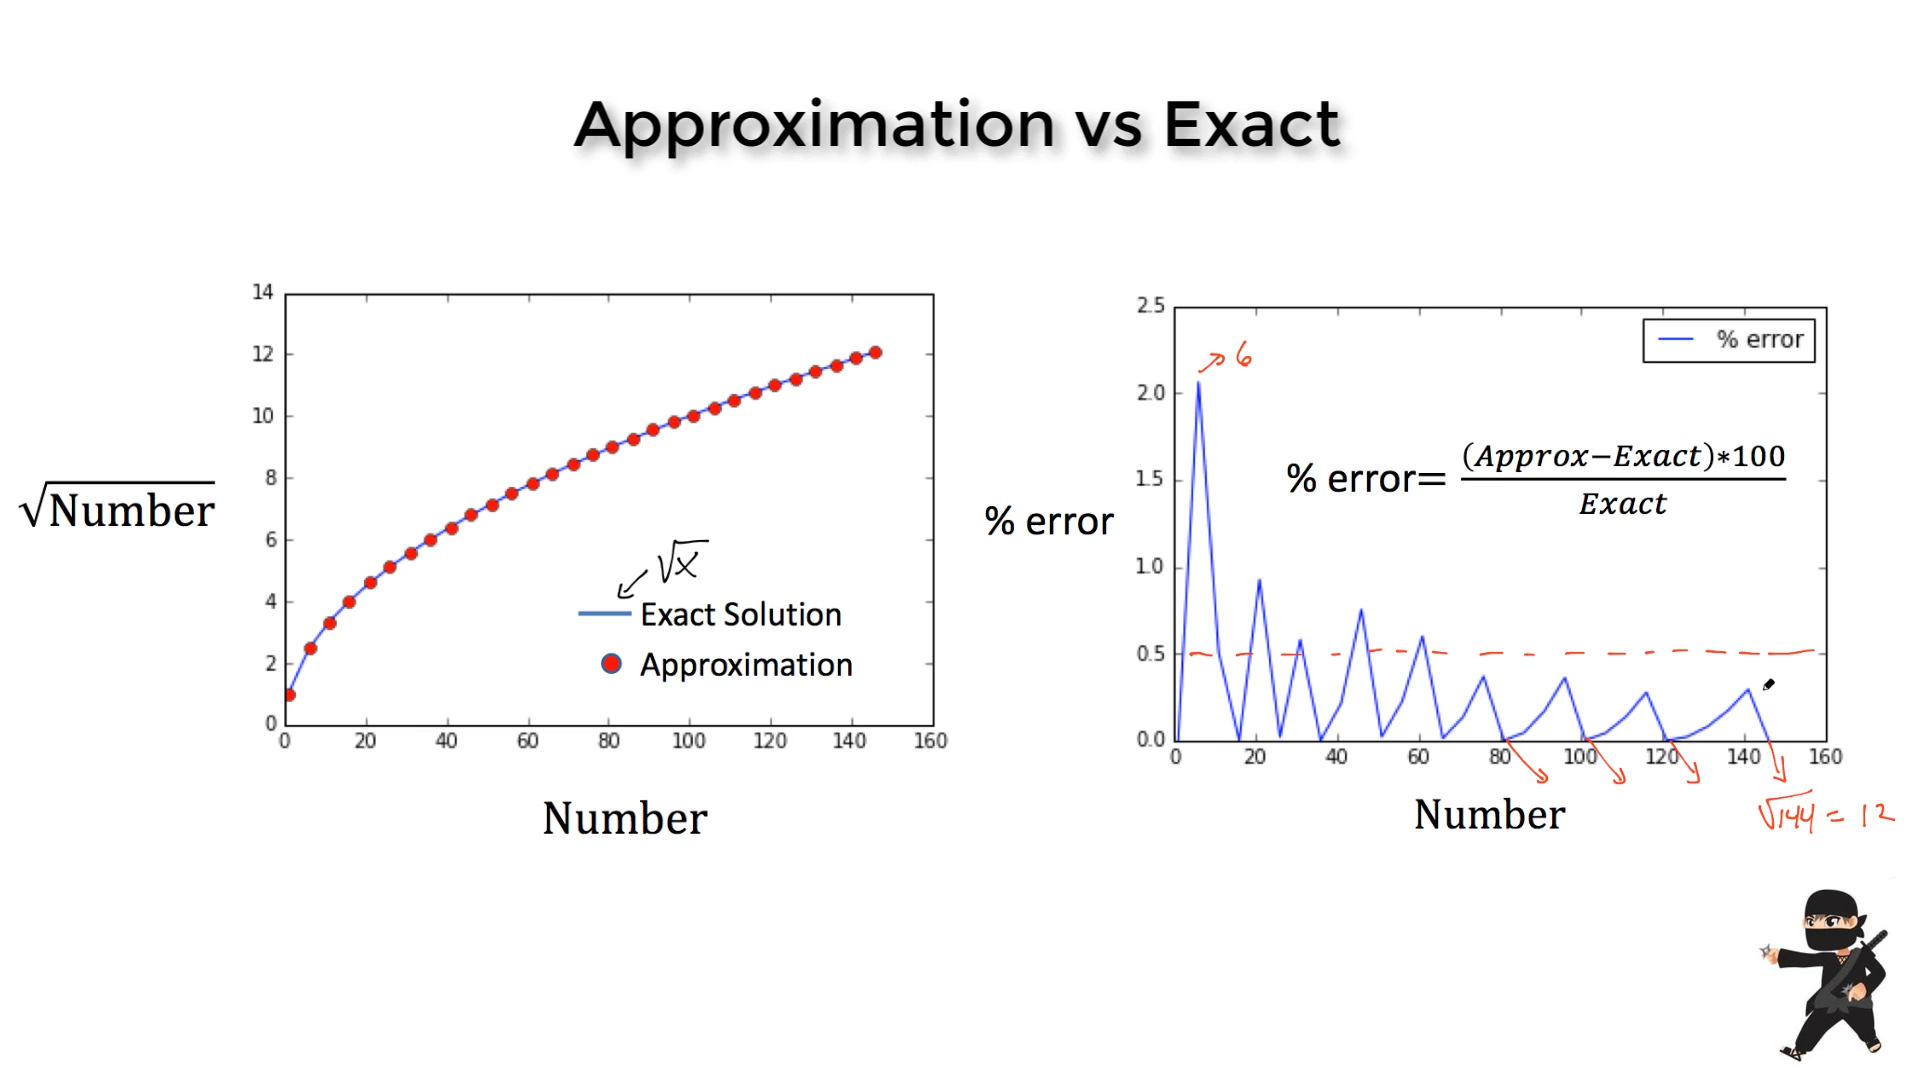 Approximation vs Exact
14
12
10
8
6
4
2
0
0 20 40 60 80 100 120 140 160
√Number
√x
Exact Solution
Approximation
Number
2.5
2.0
1.5
1.0
0.5
0.0
0 20 40 60 80 100 120 140 160
% error
% error
6
% error= (Approx−Exact)*100
Exact
Number
√144 = 12